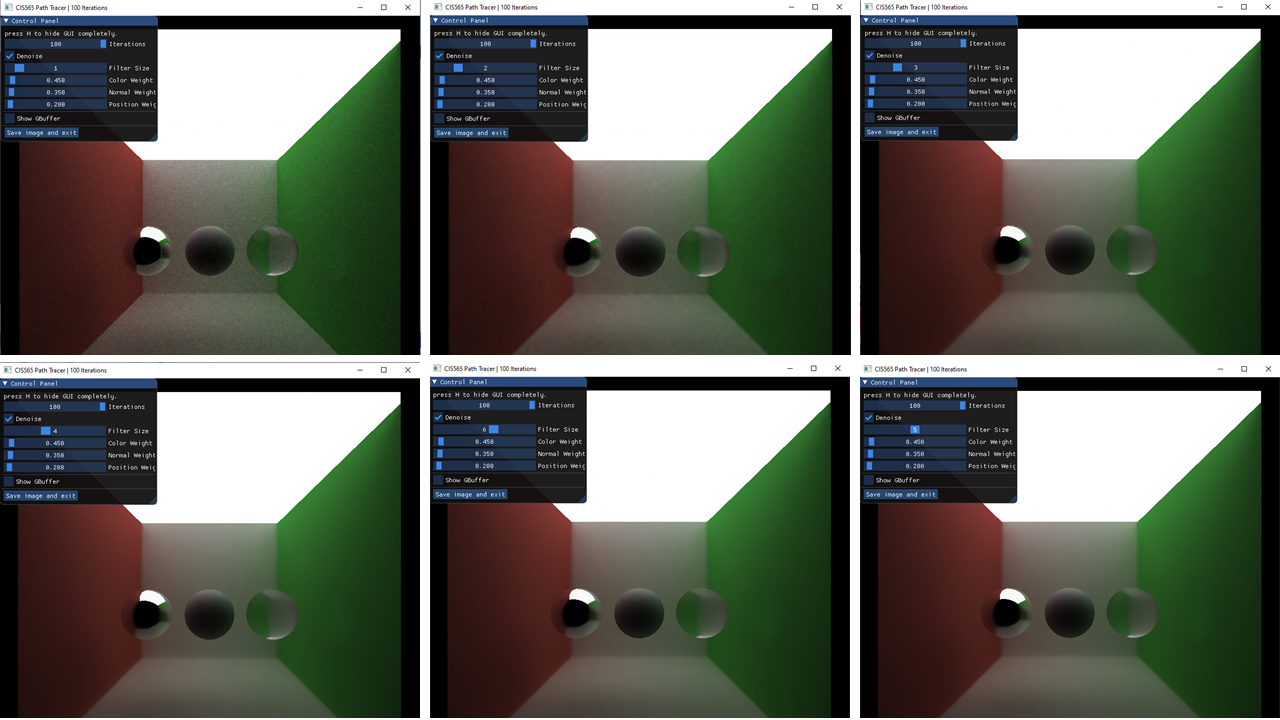 CIS565 Path Tracer | 100 Iterations
Control Panel
press H to hide GUI completely.
100 Iterations
Denoise
1 Filter Size
0.450 Color Weight
0.350 Normal Weight
0.200 Position Weig
Show GBuffer
Save image and exit
CIS565 Path Tracer | 100 Iterations
Control Panel
press H to hide GUI completely.
100 Iterations
Denoise
2 Filter Size
0.450 Color Weight
0.350 Normal Weight
0.200 Position Weig
Show GBuffer
Save image and exit
CIS565 Path Tracer | 100 Iterations
Control Panel
press H to hide GUI completely.
100 Iterations
Denoise
3 Filter Size
0.450 Color Weight
0.350 Normal Weight
0.200 Position Weig
Show GBuffer
Save image and exit
CIS565 Path Tracer | 100 Iterations
Control Panel
press H to hide GUI completely.
100 Iterations
Denoise
4 Filter Size
0.450 Color Weight
0.350 Normal Weight
0.200 Position Weig
Show GBuffer
Save image and exit
CIS565 Path Tracer | 100 Iterations
Control Panel
press H to hide GUI completely.
100 Iterations
Denoise
6 Filter Size
0.450 Color Weight
0.350 Normal Weight
0.200 Position Weig
Show GBuffer
Save image and exit
CIS565 Path Tracer | 100 Iterations
Control Panel
press H to hide GUI completely.
100 Iterations
Denoise
5 Filter Size
0.450 Color Weight
0.350 Normal Weight
0.200 Position Weig
Show GBuffer
Save image and exit